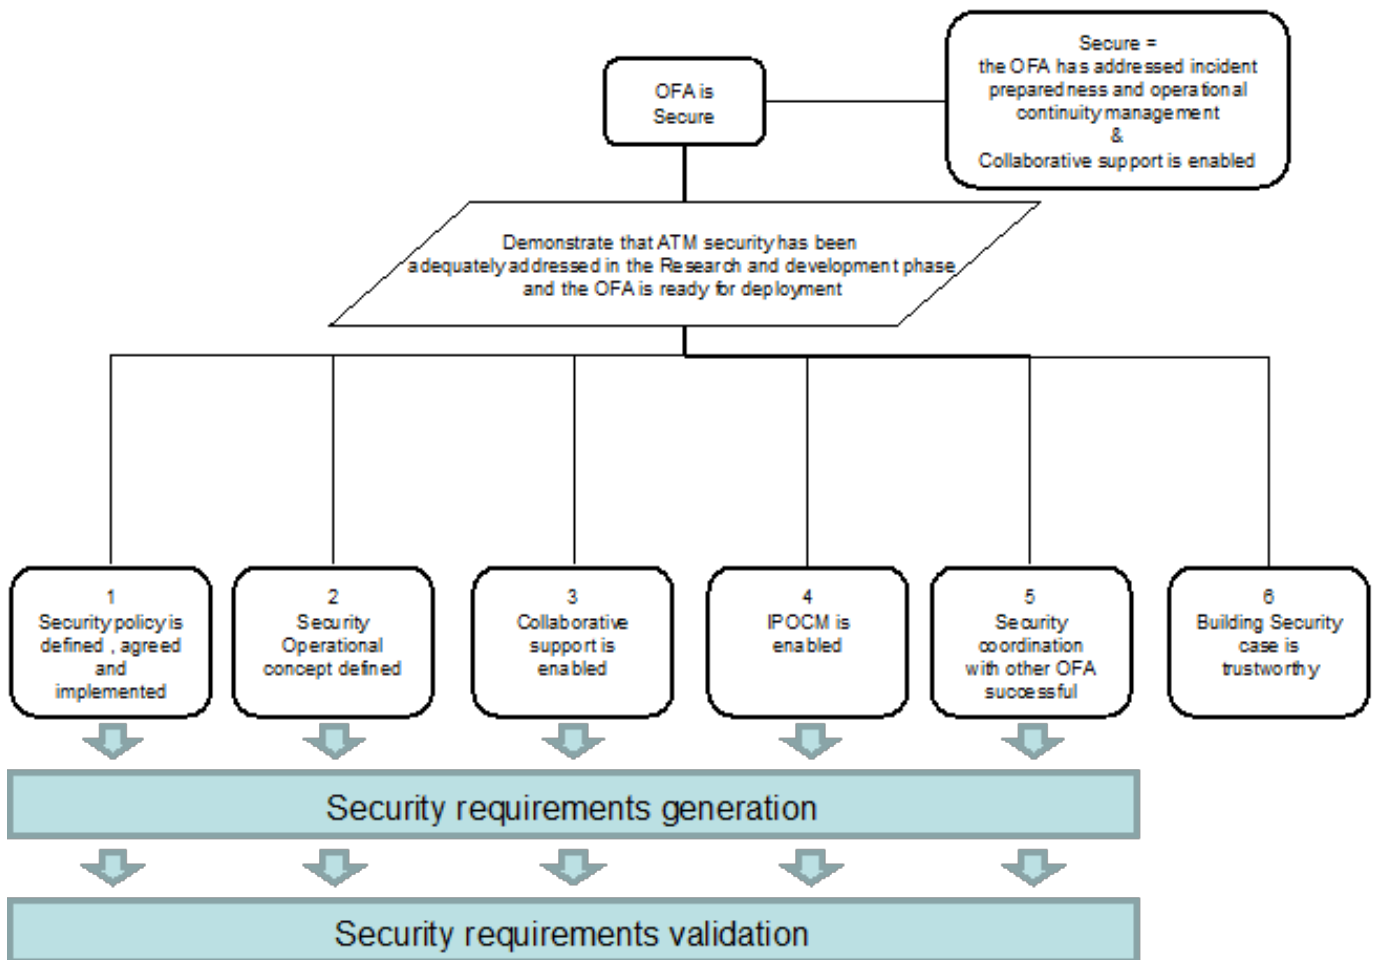 OFA is
Secure
Secure =
the OFA has addressed incident
preparedness and operational
continuity management
&
Collaborative support is enabled
Demonstrate that ATM security has been
adequately addressed in the Research and development phase
and the OFA is ready for deployment
1
Security policy is
defined , agreed
and
implemented
2
Security
Operational
concept defined
3
Collaborative
support is
enabled
4
IPOCM is
enabled
5
Security
coordination
with other OFA
successful
6
Building Security
case is
trustworthy
Security requirements generation
Security requirements validation